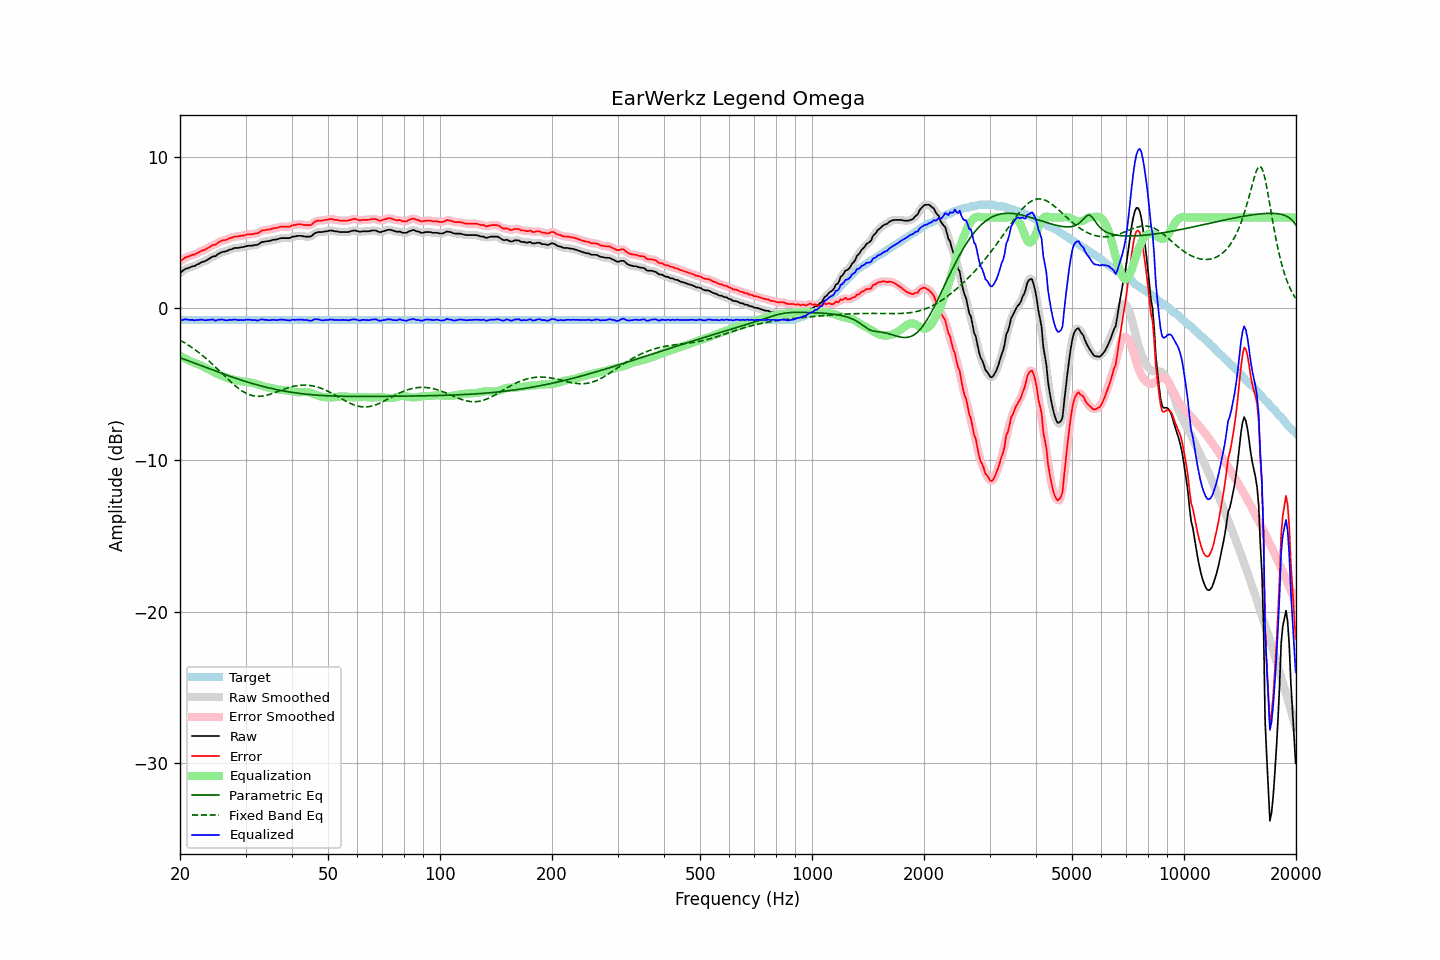 EarWerkz Legend Omega
10
0
−10
−20
−30
Amplitude (dBr)
Target
Raw Smoothed
Error Smoothed
Raw
Error
Equalization
Parametric Eq
Fixed Band Eq
Equalized
20 50 100 200 500 1000 2000 5000 10000 20000
Frequency (Hz)